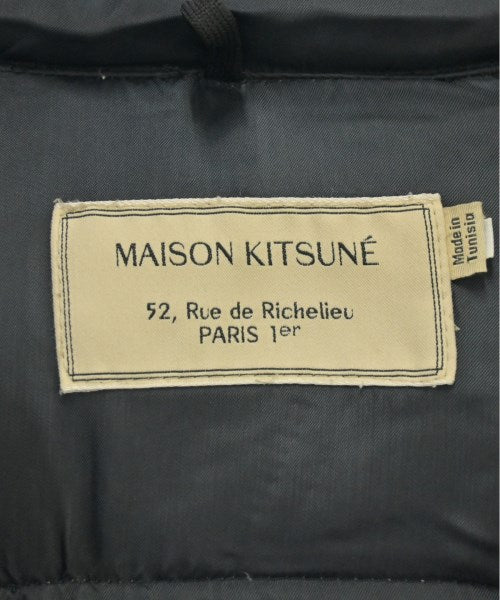 MAISON KITSUNÉ
52, Rue de Richelieu
PARIS 1er
Made in
Tunisia